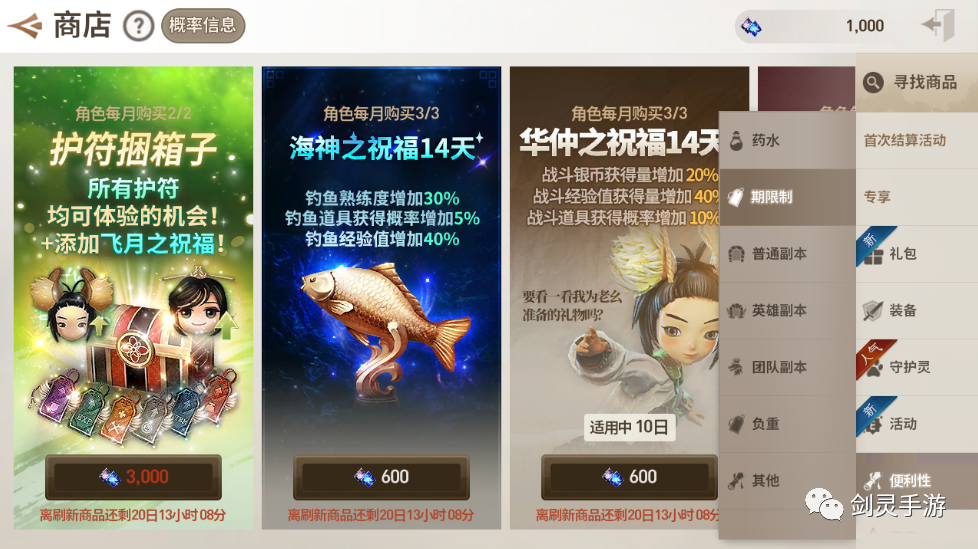 商店
?
概率信息
1,000
角色每月购买2/2
护符捆箱子
所有护符
均可体验的机会！
+添加飞月之祝福！
3,000
离刷新商品还剩20日13小时08分
角色每月购买3/3
海神之祝福14天
钓鱼熟练度增加30%
钓鱼道具获得概率增加5%
钓鱼经验值增加40%
600
离刷新商品还剩20日13小时08分
角色每月购买3/3
华仲之祝福14天
战斗银币获得量增加20%
战斗经验值获得量增加40%
战斗道具获得概率增加10%
要看一看我为老幺
准备的礼物吗?
适用中 10日
600
离刷新商品还剩20日13小时08分
药水
期限制
普通副本
英雄副本
团队副本
负重
其他
寻找商品
首次结算活动
专享
新
礼包
装备
人气
守护灵
新
活动
便利性
剑灵手游